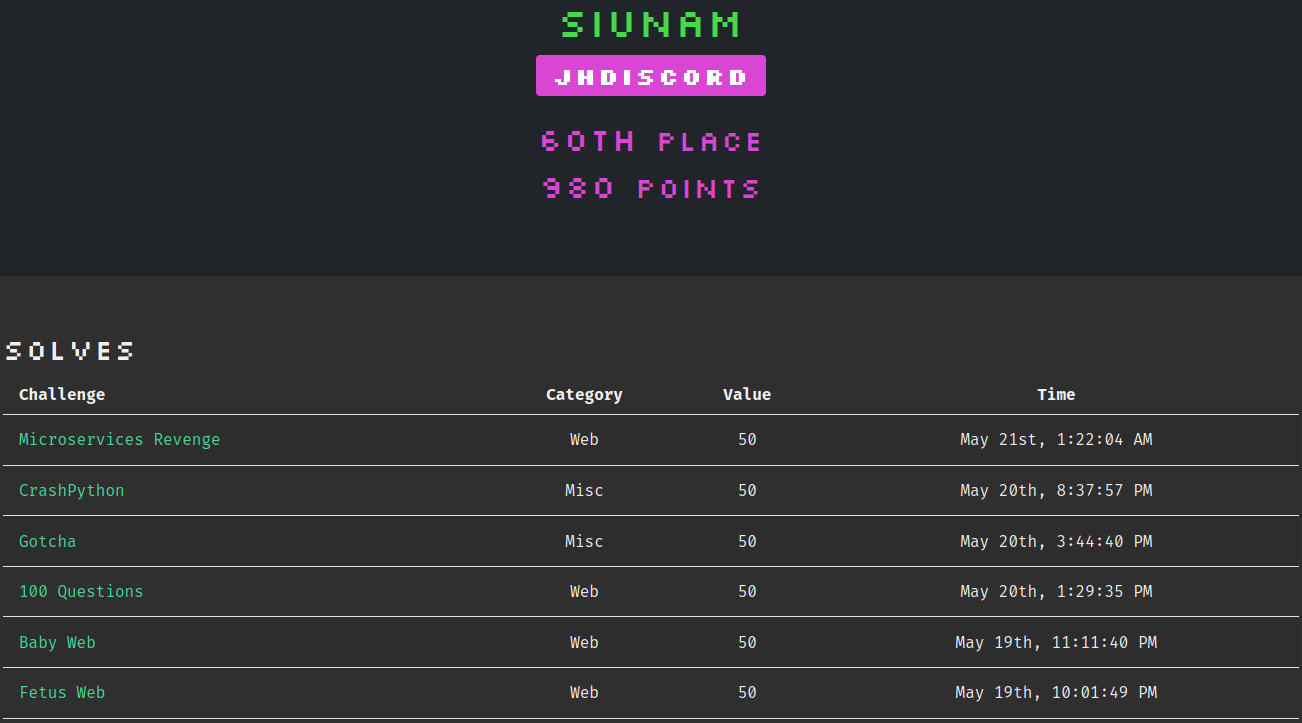 SIUNAM
JHDISCORD
60TH PLACE
980 POINTS
SOLVES
Challenge Category Value Time
Microservices Revenge Web 50 May 21st, 1:22:04 AM
CrashPython Misc 50 May 20th, 8:37:57 PM
Gotcha Misc 50 May 20th, 3:44:40 PM
100 Questions Web 50 May 20th, 1:29:35 PM
Baby Web Web 50 May 19th, 11:11:40 PM
Fetus Web Web 50 May 19th, 10:01:49 PM